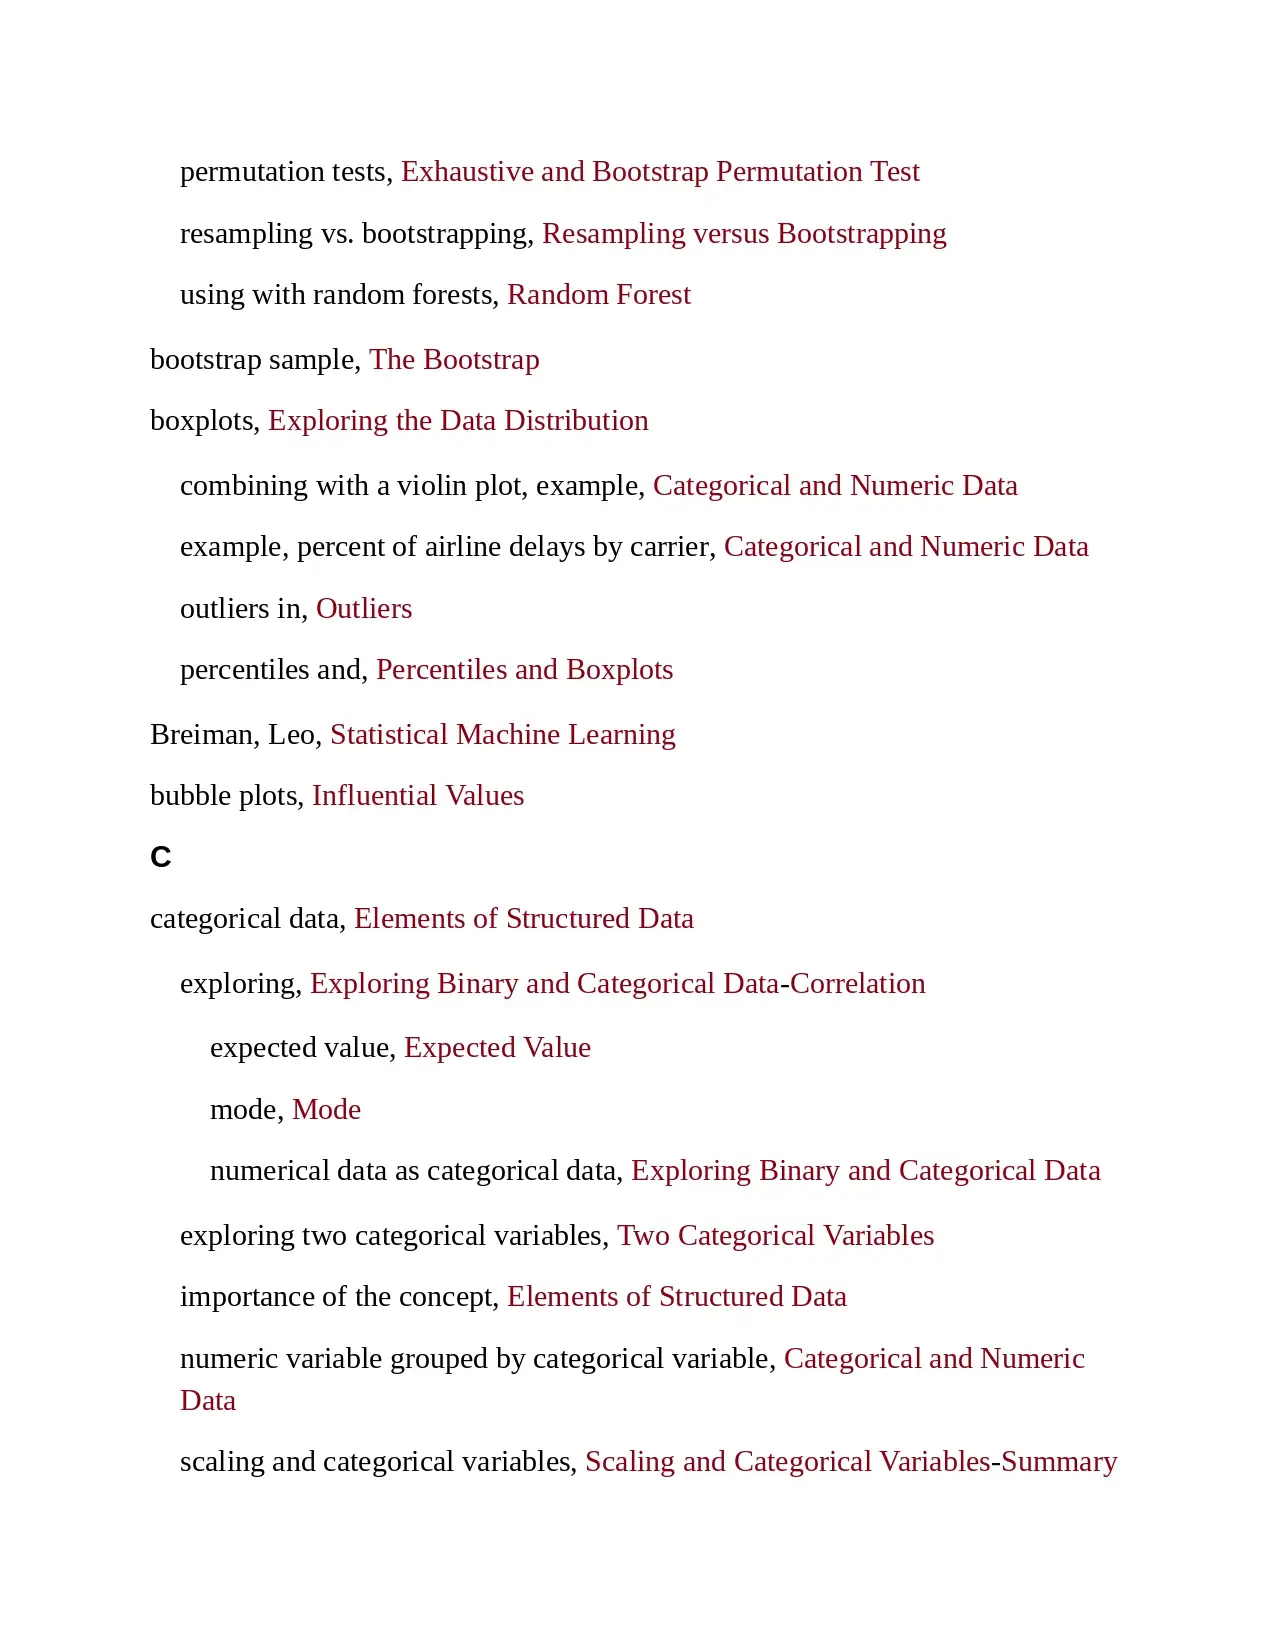 permutation tests, Exhaustive and Bootstrap Permutation Test
resampling vs. bootstrapping, Resampling versus Bootstrapping
using with random forests, Random Forest
bootstrap sample, The Bootstrap
boxplots, Exploring the Data Distribution
combining with a violin plot, example, Categorical and Numeric Data
example, percent of airline delays by carrier, Categorical and Numeric Data
outliers in, Outliers
percentiles and, Percentiles and Boxplots
Breiman, Leo, Statistical Machine Learning
bubble plots, Influential Values
C
categorical data, Elements of Structured Data
exploring, Exploring Binary and Categorical Data-Correlation
expected value, Expected Value
mode, Mode
numerical data as categorical data, Exploring Binary and Categorical Data
exploring two categorical variables, Two Categorical Variables
importance of the concept, Elements of Structured Data
numeric variable grouped by categorical variable, Categorical and Numeric
Data
scaling and categorical variables, Scaling and Categorical Variables-Summary